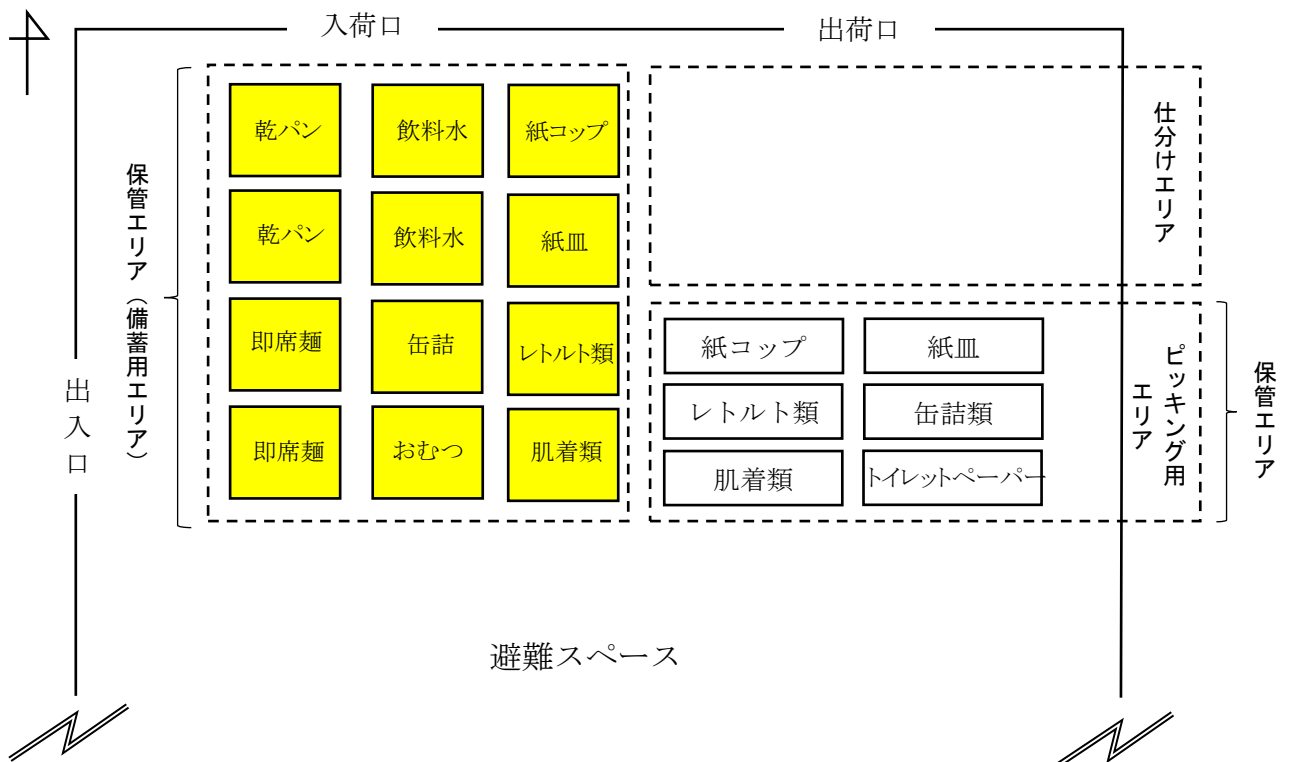 入荷口
出荷口
乾パン
飲料水
紙コップ
乾パン
飲料水
紙皿
即席麺
缶詰
レトルト類
即席麺
おむつ
肌着類
保管エリア（備蓄用エリア）
出入口
仕分けエリア
紙コップ
紙皿
レトルト類
缶詰類
肌着類
トイレットペーパー
ピッキング用
エリア
保管エリア
避難スペース